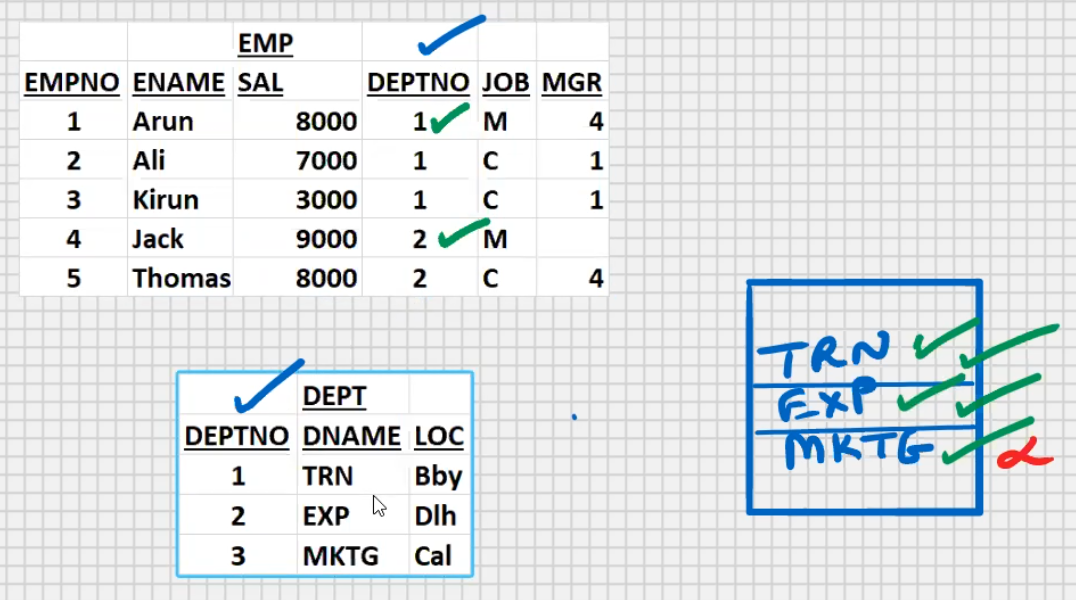 EMP
EMPNO ENAME SAL DEPTNO JOB MGR
1 Arun 8000 1 M 4
2 Ali 7000 1 C 1
3 Kirun 3000 1 C 1
4 Jack 9000 2 M
5 Thomas 8000 2 C 4
DEPT
DEPTNO DNAME LOC
1 TRN Bby
2 EXP Dlh
3 MKTG Cal
TRN
EXP
MKTG